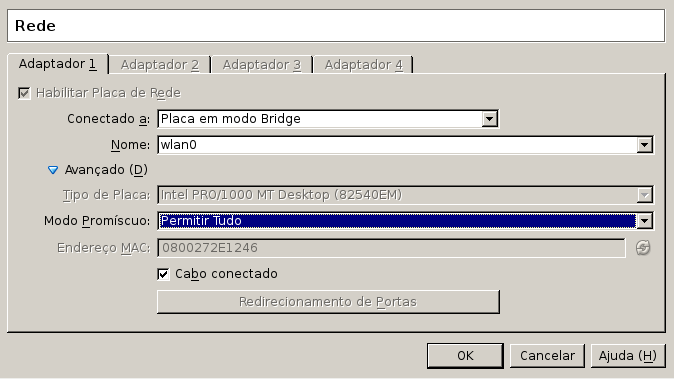 Rede
Adaptador 1 Adaptador 2 Adaptador 3 Adaptador 4
Habilitar Placa de Rede
Conectado a: Placa em modo Bridge
Nome: wlan0
Avançado (D)
Tipo de Placa: Intel PRO/1000 MT Desktop (82540EM)
Modo Promíscuo: Permitir Tudo
Endereço MAC: 0800272E1246
Cabo conectado
Redirecionamento de Portas
OK Cancelar Ajuda (H)